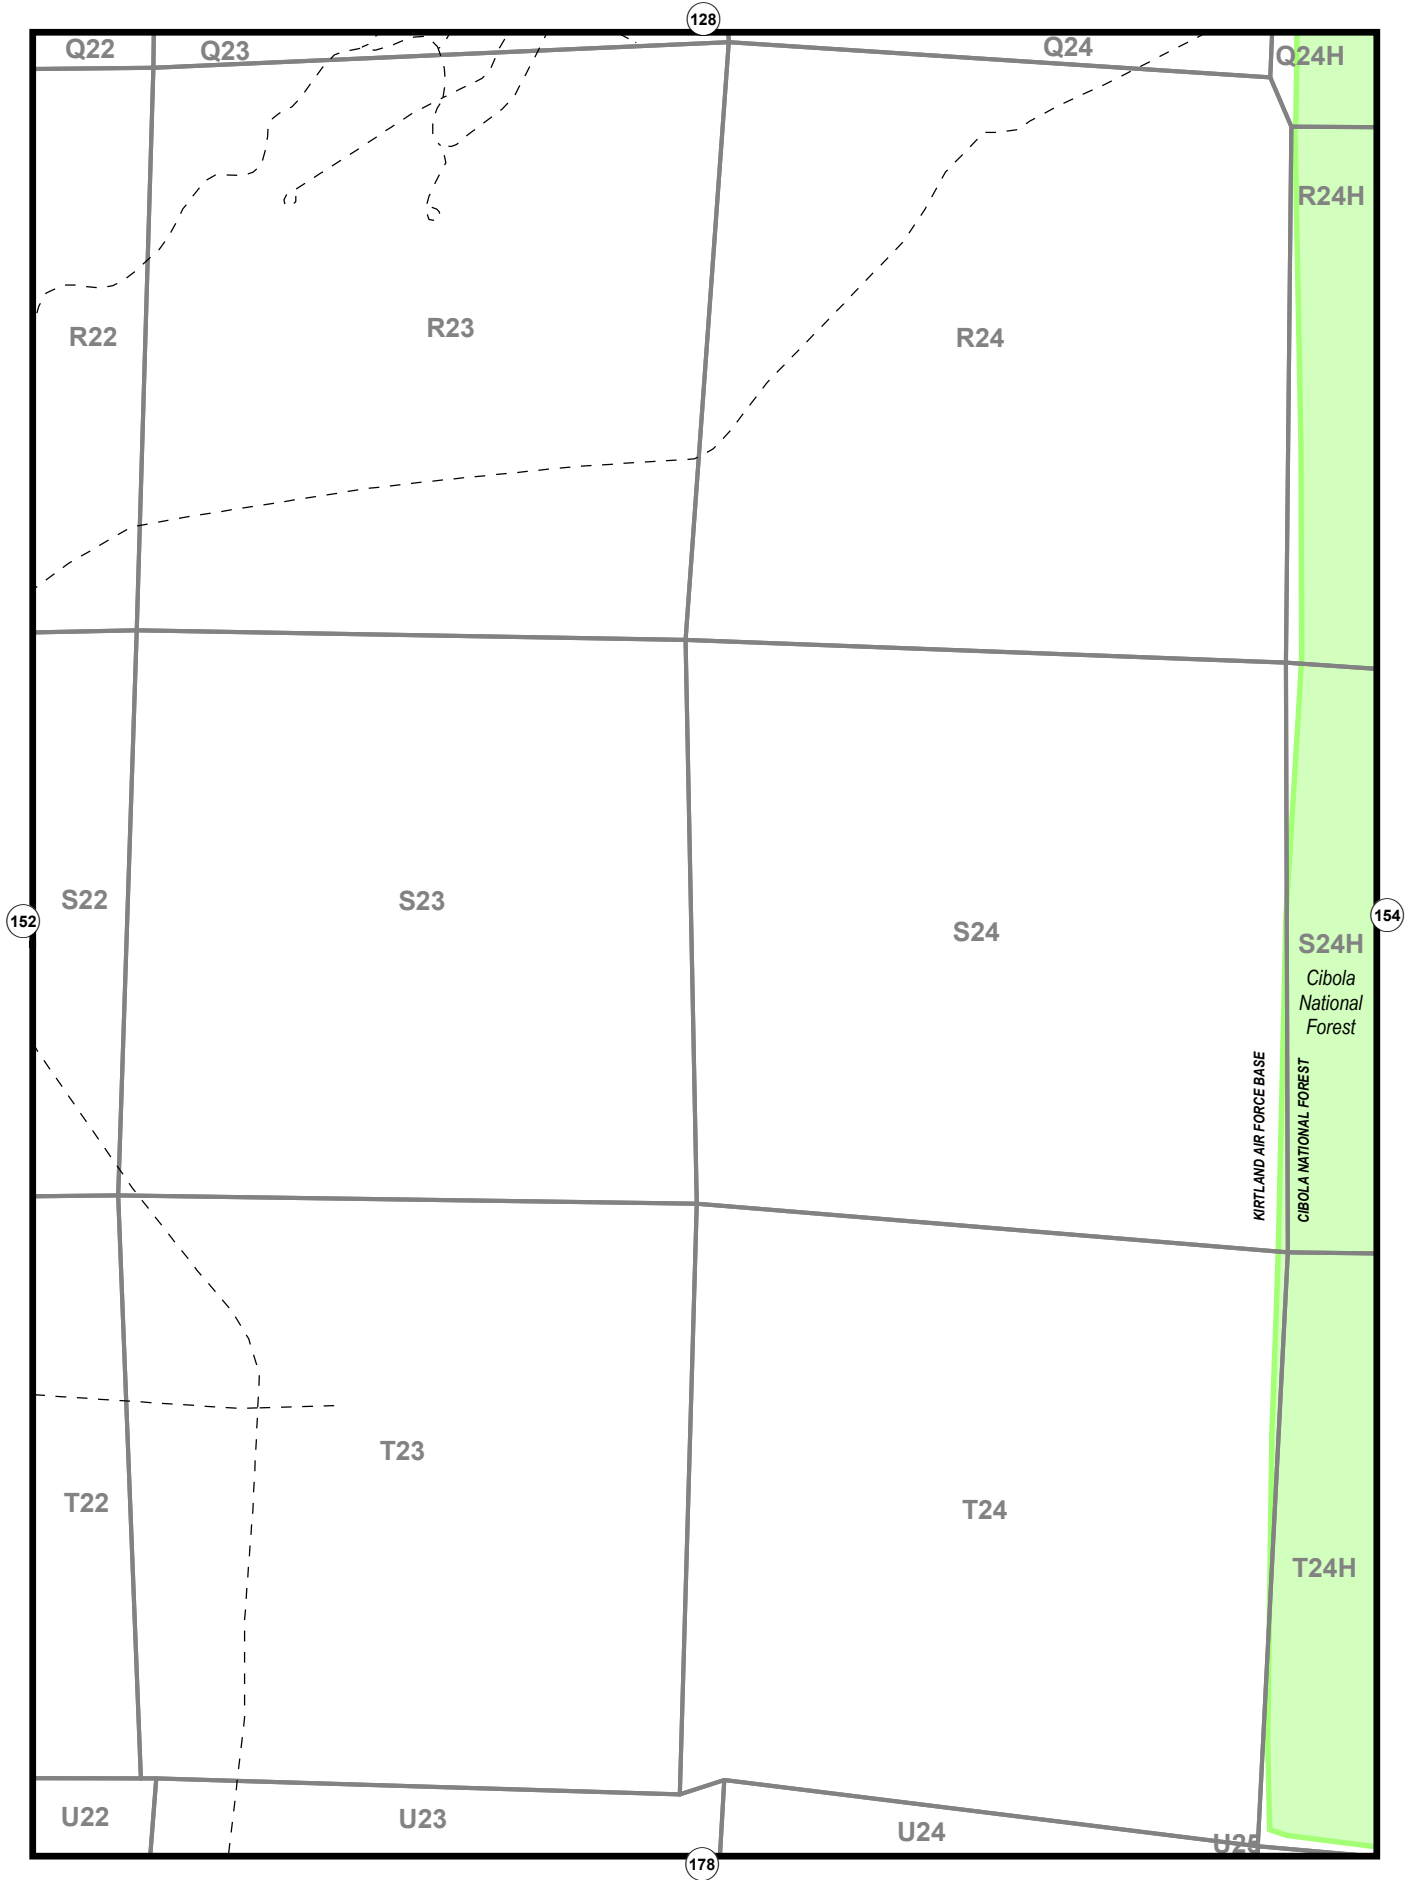 128
Q22
Q23
Q24
Q24H
R24H
R22
R23
R24
S22
S23
S24
152
154
S24H
Cibola
National
Forest
KIRTLAND AIR FORCE BASE
CIBOLA NATIONAL FOREST
T22
T23
T24
T24H
U22
U23
U24
U25
178